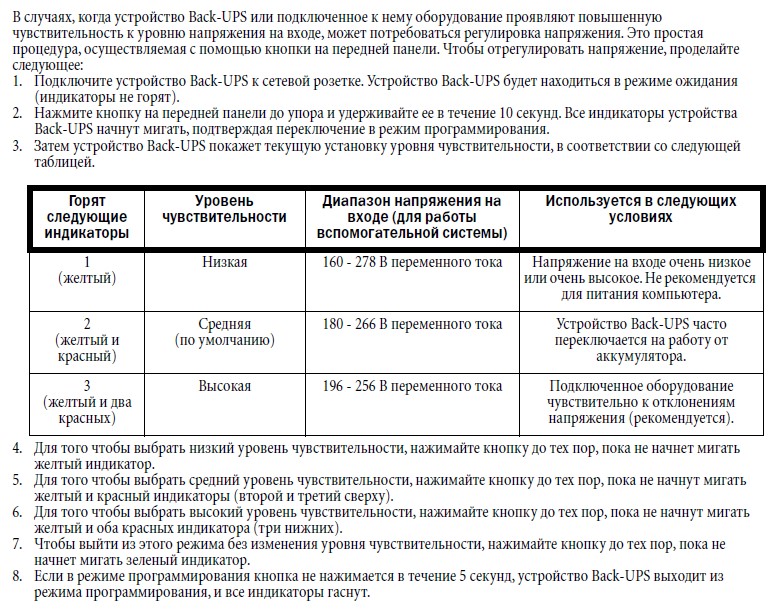 В случаях, когда устройство Back-UPS или подключенное к нему оборудование проявляют повышенную
чувствительность к уровню напряжения на входе, может потребоваться регулировка напряжения. Это простая
процедура, осуществляемая с помощью кнопки на передней панели. Чтобы отрегулировать напряжение, проделайте
следующее:
1. Подключите устройство Back-UPS к сетевой розетке. Устройство Back-UPS будет находиться в режиме ожидания
(индикаторы не горят).
2. Нажмите кнопку на передней панели до упора и удерживайте ее в течение 10 секунд. Все индикаторы устройства
Back-UPS начнут мигать, подтверждая переключение в режим программирования.
3. Затем устройство Back-UPS покажет текущую установку уровня чувствительности, в соответствии со следующей
таблицей.
Горят
следующие
индикаторы
Уровень
чувствительности
Диапазон напряжения на
входе (для работы
вспомогательной системы)
Используется в следующих
условиях
1
(желтый)
Низкая
160 - 278 В переменного тока
Напряжение на входе очень низкое
или очень высокое. Не рекомендуется
для питания компьютера.
2
(желтый и
красный)
Средняя
(по умолчанию)
180 - 266 В переменного тока
Устройство Back-UPS часто
переключается на работу от
аккумулятора.
3
(желтый и два
красных)
Высокая
196 - 256 В переменного тока
Подключенное оборудование
чувствительно к отклонениям
напряжения (рекомендуется).
4. Для того чтобы выбрать низкий уровень чувствительности, нажимайте кнопку до тех пор, пока не начнет мигать
желтый индикатор.
5. Для того чтобы выбрать средний уровень чувствительности, нажимайте кнопку до тех пор, пока не начнут мигать
желтый и красный индикаторы (второй и третий сверху).
6. Для того чтобы выбрать высокий уровень чувствительности, нажимайте кнопку до тех пор, пока не начнут мигать
желтый и оба красных индикатора (три нижних).
7. Чтобы выйти из этого режима без изменения уровня чувствительности, нажимайте кнопку до тех пор, пока не
начнет мигать зеленый индикатор.
8. Если в режиме программирования кнопка не нажимается в течение 5 секунд, устройство Back-UPS выходит из
режима программирования, и все индикаторы гаснут.